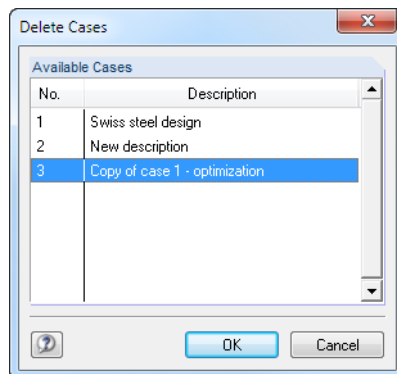 Delete Cases
Available Cases
No. Description
1 Swiss steel design
2 New description
3 Copy of case 1 - optimization
OK Cancel